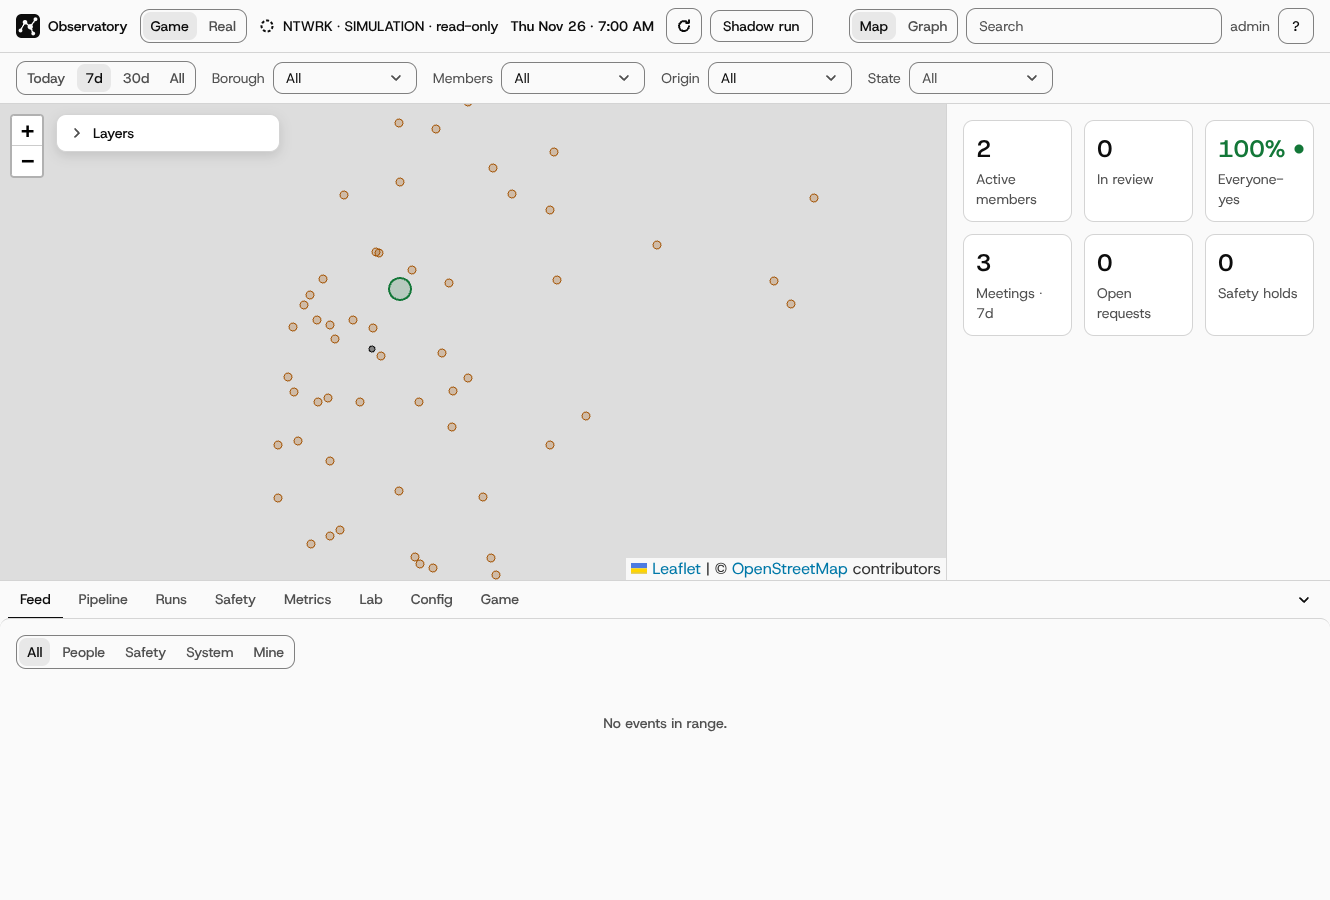 Observatory
Game Real
NTWRK · SIMULATION · read-only
Thu Nov 26 · 7:00 AM
Shadow run
Map Graph
Search
admin
?
Today 7d 30d All
Borough All
Members All
Origin All
State All
+
−
Layers
2
Active
members
0
In review
100%
Everyone-
yes
3
Meetings ·
7d
0
Open
requests
0
Safety holds
Leaflet | © OpenStreetMap contributors
Feed Pipeline Runs Safety Metrics Lab Config Game
All People Safety System Mine
No events in range.